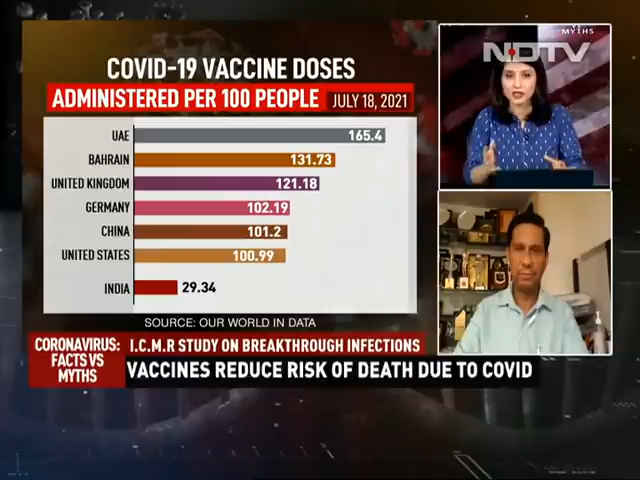 MYTHS
NDTV
COVID-19 VACCINE DOSES
ADMINISTERED PER 100 PEOPLE JULY 18, 2021
UAE 165.4
BAHRAIN 131.73
UNITED KINGDOM 121.18
GERMANY 102.19
CHINA 101.2
UNITED STATES 100.99
INDIA 29.34
SOURCE: OUR WORLD IN DATA
CORONAVIRUS:
FACTS VS
MYTHS
I.C.M.R STUDY ON BREAKTHROUGH INFECTIONS
VACCINES REDUCE RISK OF DEATH DUE TO COVID